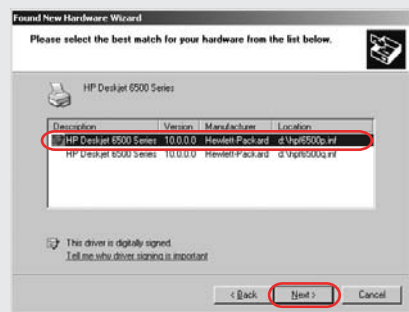 Found New Hardware Wizard
Please select the best match for your hardware from the list below.
HP Deskjet 6500 Series
Description Version Manufacturer Location
HP Deskjet 6500 Series 10.0.0.0 Hewlett-Packard d:\hpf6500p.inf
HP Deskjet 6500 Series 10.0.0.0 Hewlett-Packard d:\hpf6500q.inf
This driver is digitally signed.
Tell me why driver signing is important
< Back Next > Cancel